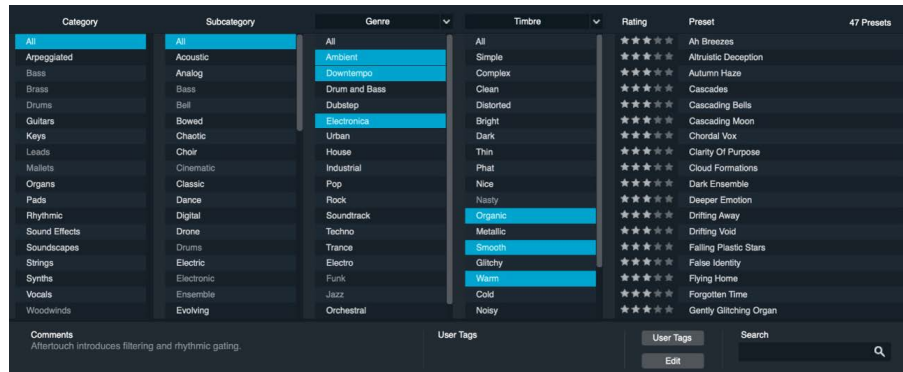 Category Subcategory Genre Timbre Rating Preset 47 Presets
All All All All Ah Breezes
Arpeggiated Acoustic Ambient Simple Altruistic Deception
Bass Analog Downtempo Complex Autumn Haze
Brass Bass Drum and Bass Clean Cascades
Drums Bell Dubstep Distorted Cascading Bells
Guitars Bowed Electronica Bright Cascading Moon
Keys Chaotic Urban Dark Chordal Vox
Leads Choir House Thin Clarity Of Purpose
Mallets Cinematic Industrial Phat Cloud Formations
Organs Classic Pop Nice Dark Ensemble
Pads Dance Rock Nasty Deeper Emotion
Rhythmic Digital Soundtrack Organic Drifting Away
Sound Effects Drone Techno Metallic Drifting Void
Soundscapes Drums Trance Smooth Falling Plastic Stars
Strings Electric Electro Glitchy False Identity
Synths Electronic Funk Warm Flying Home
Vocals Ensemble Jazz Cold Forgotten Time
Woodwinds Evolving Orchestral Noisy Gently Glitching Organ
Comments User Tags User Tags Search
Aftertouch introduces filtering and rhythmic gating.
Edit